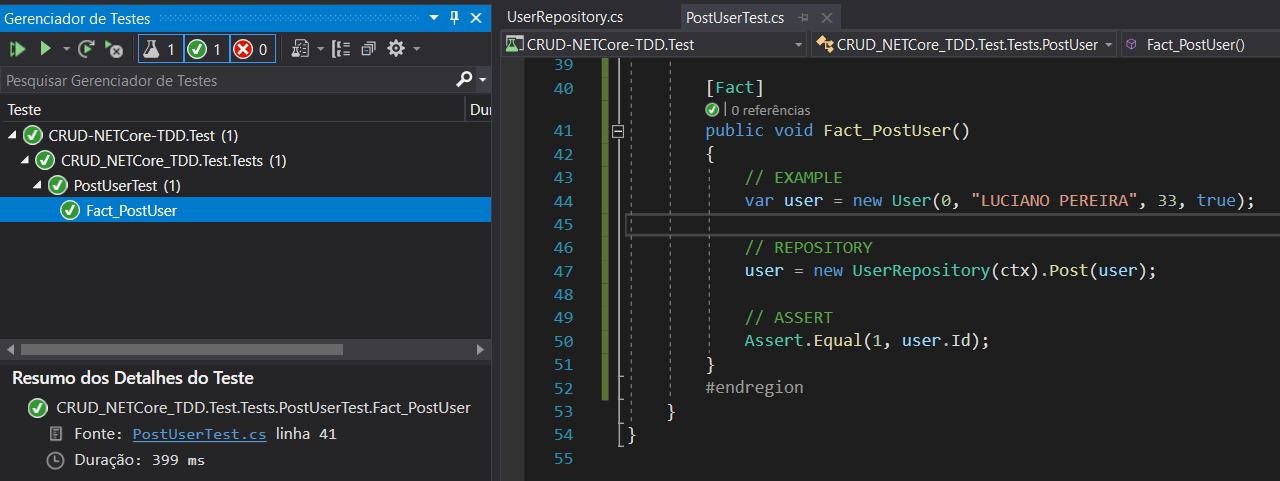 Gerenciador de Testes
1 1 0
Pesquisar Gerenciador de Testes
Teste Du
CRUD-NETCore-TDD.Test (1)
CRUD_NETCore_TDD.Test.Tests (1)
PostUserTest (1)
Fact_PostUser
Resumo dos Detalhes do Teste
CRUD_NETCore_TDD.Test.Tests.PostUserTest.Fact_PostUser
Fonte: PostUserTest.cs linha 41
Duração: 399 ms
UserRepository.cs PostUserTest.cs
CRUD-NETCore-TDD.Test CRUD_NETCore_TDD.Test.Tests.PostUser Fact_PostUser()
39
40 [Fact]
0 referências
41 public void Fact_PostUser()
42 {
43 // EXAMPLE
44 var user = new User(0, "LUCIANO PEREIRA", 33, true);
45
46 // REPOSITORY
47 user = new UserRepository(ctx).Post(user);
48
49 // ASSERT
50 Assert.Equal(1, user.Id);
51 }
52 #endregion
53 }
54 }
55